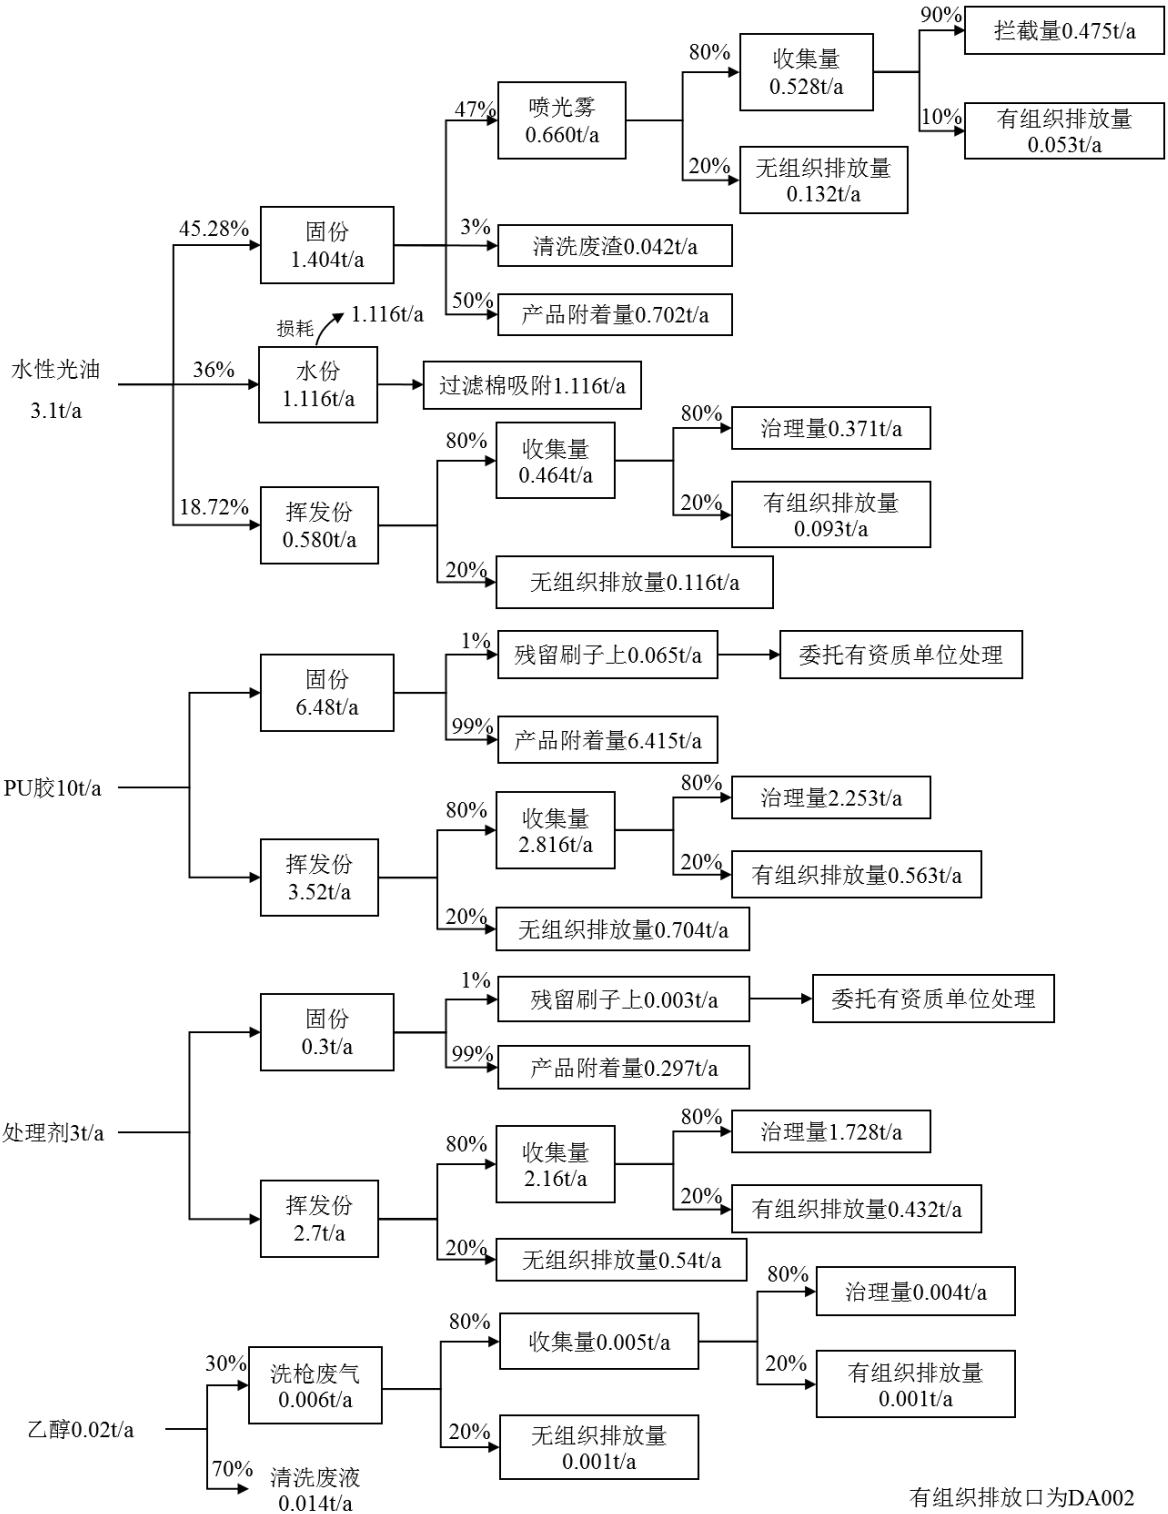 90%
拦截量0.475t/a
80%
收集量
0.528t/a
10%
有组织排放量
0.053t/a
47%
喷光雾
0.660t/a
20%
无组织排放量
0.132t/a
45.28%
固份
1.404t/a
3%
清洗废渣0.042t/a
50%
产品附着量0.702t/a
损耗
1.116t/a
水性光油
3.1t/a
36%
水份
1.116t/a
过滤棉吸附1.116t/a
18.72%
挥发份
0.580t/a
80%
收集量
0.464t/a
80%
治理量0.371t/a
20%
有组织排放量
0.093t/a
20%
无组织排放量0.116t/a
PU胶10t/a
固份
6.48t/a
1%
残留刷子上0.065t/a
委托有资质单位处理
99%
产品附着量6.415t/a
挥发份
3.52t/a
80%
收集量
2.816t/a
80%
治理量2.253t/a
20%
有组织排放量0.563t/a
20%
无组织排放量0.704t/a
处理剂3t/a
固份
0.3t/a
1%
残留刷子上0.003t/a
委托有资质单位处理
99%
产品附着量0.297t/a
挥发份
2.7t/a
80%
收集量
2.16t/a
80%
治理量1.728t/a
20%
有组织排放量0.432t/a
20%
无组织排放量0.54t/a
乙醇0.02t/a
30%
洗枪废气
0.006t/a
80%
收集量0.005t/a
80%
治理量0.004t/a
20%
有组织排放量
0.001t/a
20%
无组织排放量
0.001t/a
70%
清洗废液
0.014t/a
有组织排放口为DA002